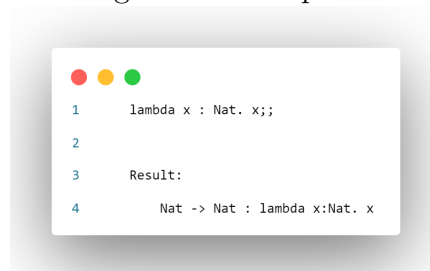 1 lambda x : Nat. x;;
2
3 Result:
4 Nat -> Nat : lambda x:Nat. x